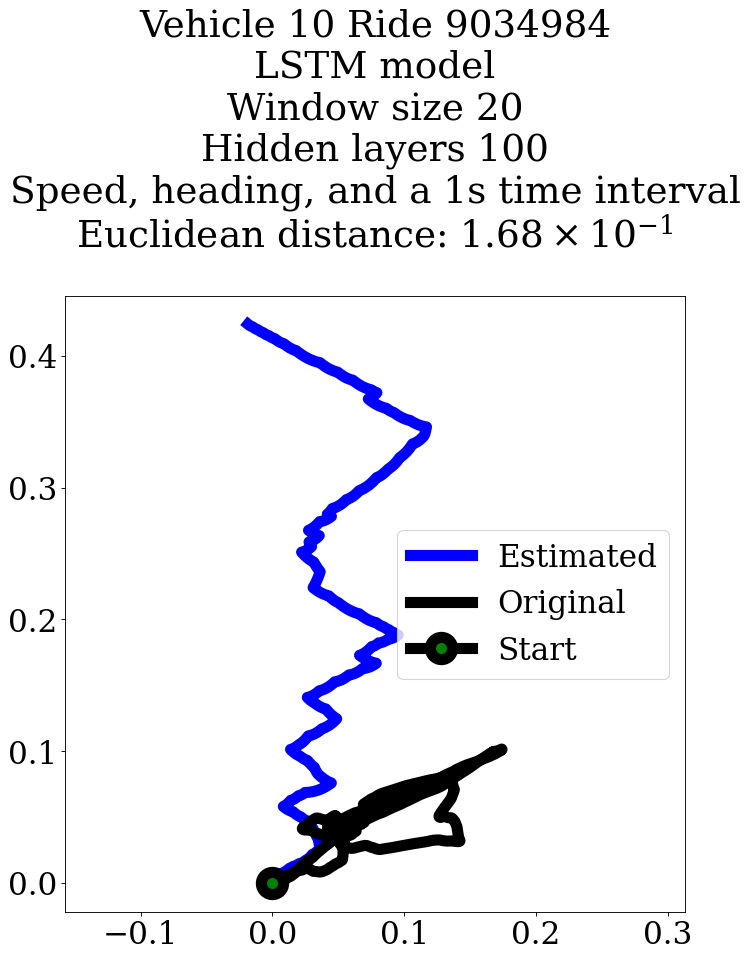 Vehicle 10 Ride 9034984
LSTM model
Window size 20
Hidden layers 100
Speed, heading, and a 1s time interval
Euclidean distance: 1.68 × 10⁻¹
0.4
0.3
0.2
0.1
0.0
Estimated
Original
Start
−0.1
0.0
0.1
0.2
0.3